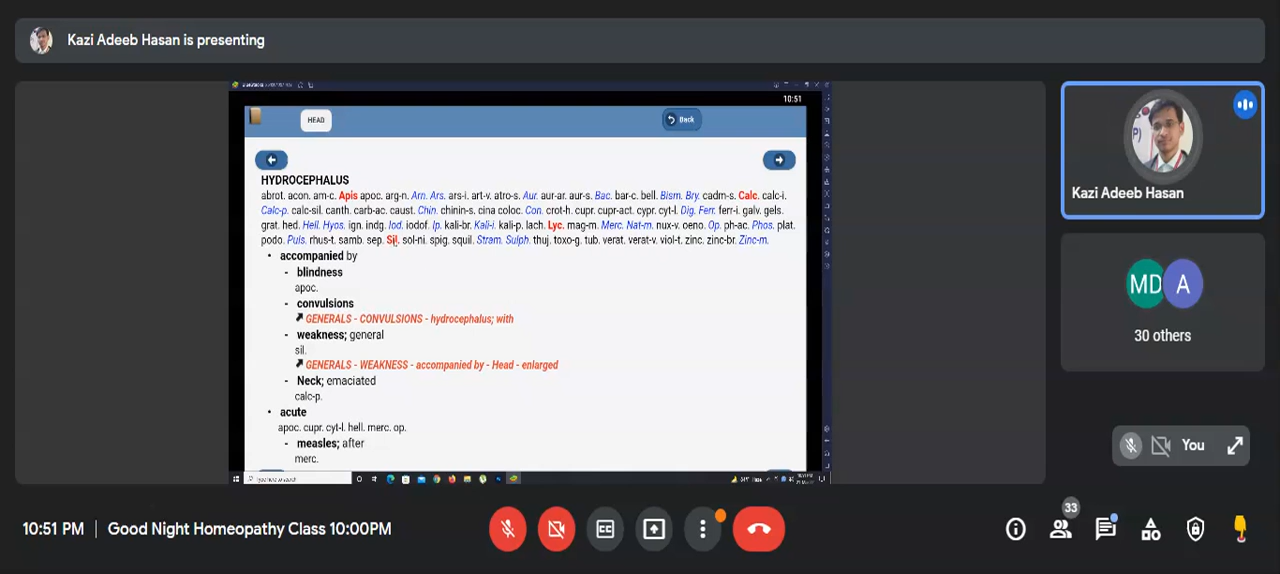 Kazi Adeeb Hasan is presenting
10:51
HEAD
Back
HYDROCEPHALUS
abrot. acon. am-c. Apis apoc. arg-n. Arn. Ars. ars-i. art-v. atro-s. Aur. aur-ar. aur-s. Bac. bar-c. bell. Bism. Bry. cadm-s. Calc. calc-i.
Calc-p. calc-sil. canth. carb-ac. caust. Chin. chinin-s. cina coloc. Con. crot-h. cupr. cupr-act. cypr. cyt-l. Dig. Ferr. ferr-i. galv. gels.
grat. hed. Hell. Hyos. ign. indg. Iod. iodof. Ip. kali-br. Kali-i. kali-p. lach. Lyc. mag-m. Merc. Nat-m. nux-v. oeno. Op. ph-ac. Phos. plat.
podo. Puls. rhus-t. samb. sep. Sil. sol-ni. spig. squil. Stram. Sulph. thuj. toxo-g. tub. verat. verat-v. viol-t. zinc. zinc-br. Zinc-m.
• accompanied by
- blindness
apoc.
- convulsions
GENERALS - CONVULSIONS - hydrocephalus; with
- weakness; general
sil.
GENERALS - WEAKNESS - accompanied by - Head - enlarged
- Neck; emaciated
calc-p.
• acute
apoc. cupr. cyt-l. hell. merc. op.
- measles; after
merc.
Type here to search
Kazi Adeeb Hasan
MD
A
30 others
You
10:51 PM | Good Night Homeopathy Class 10:00PM
33